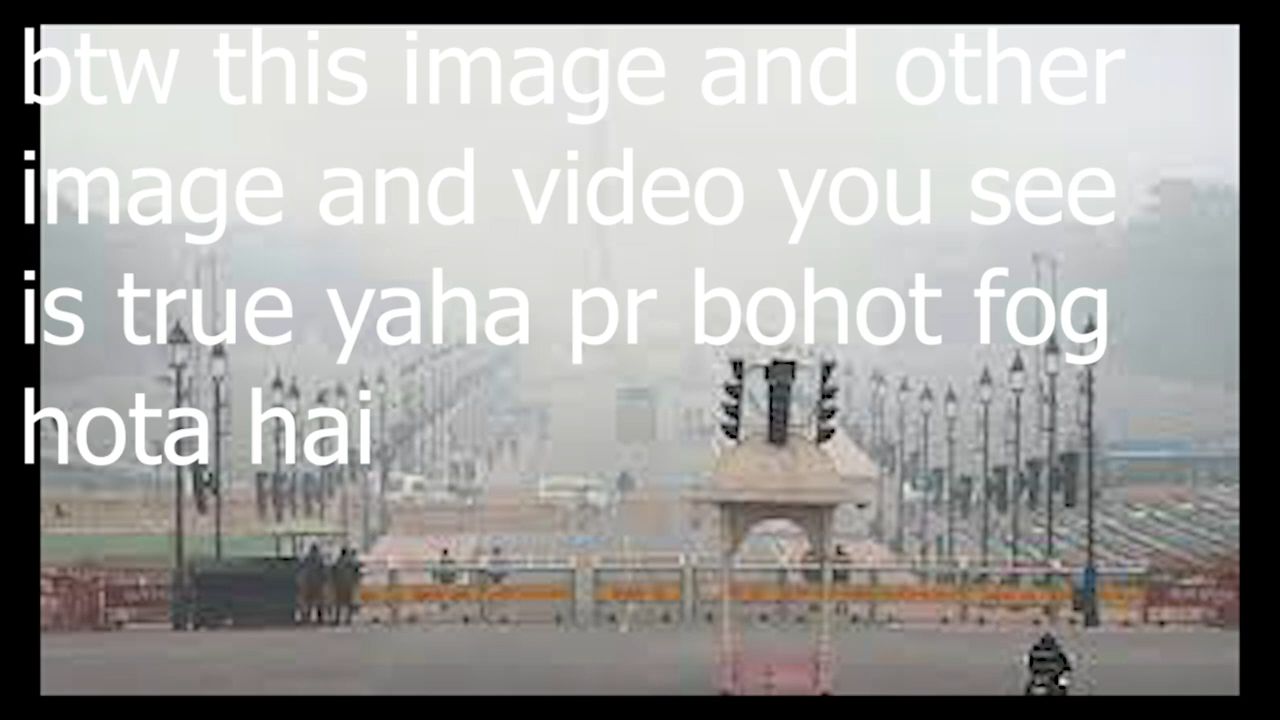 btw this image and other
image and video you see
is true yaha pr bohot fog
hota hai